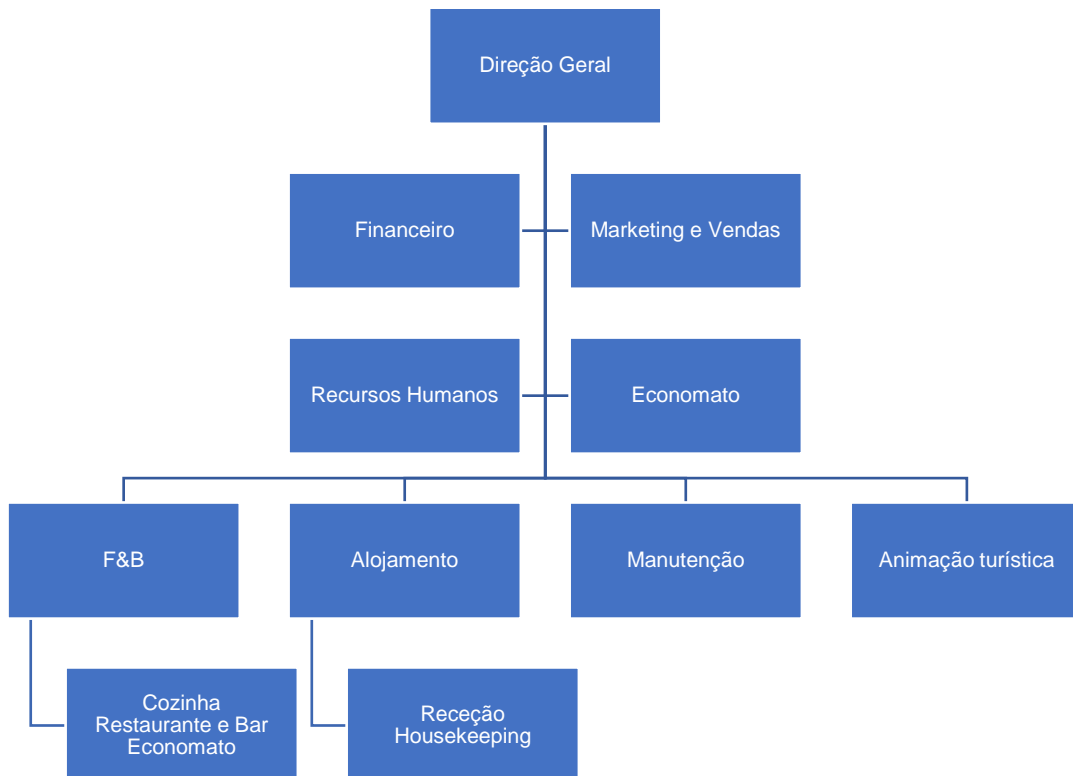 Direção Geral
Financeiro
Marketing e Vendas
Recursos Humanos
Economato
F&B
Alojamento
Manutenção
Animação turística
Cozinha
Restaurante e Bar
Economato
Receção
Housekeeping